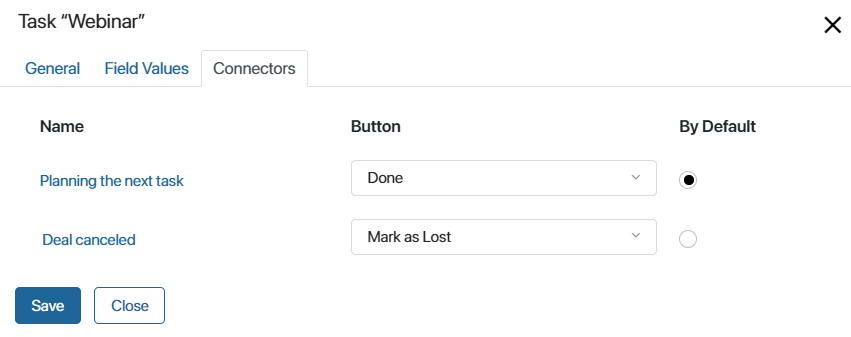 Task “Webinar”
General Field Values Connectors
Name Button By Default
Planning the next task Done
Deal canceled Mark as Lost
Save Close